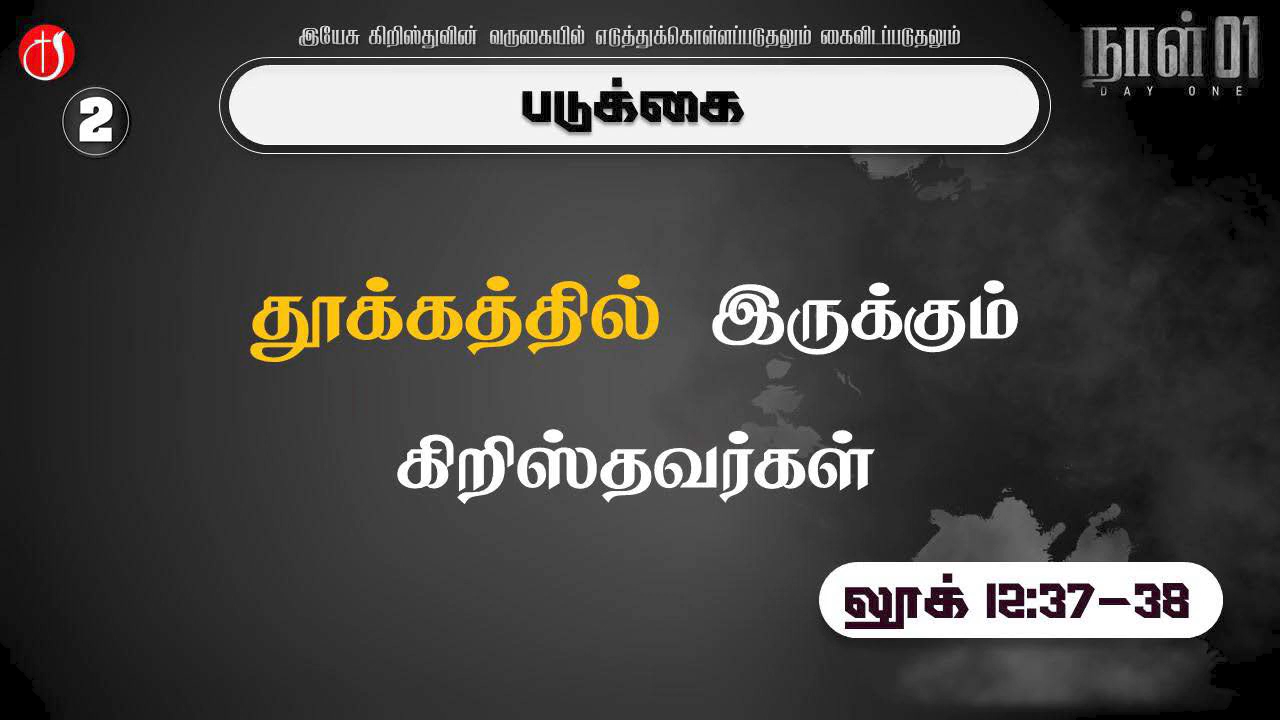 இயேசு கிறிஸ்துவின் வருகையில் எடுத்துக்கொள்ளப்படுதலும் கைவிடப்படுதலும்
நாள் 01
DAY ONE
2
படுக்கை
தூக்கத்தில் இருக்கும்
கிறிஸ்தவர்கள்
லூக் 12:37-38